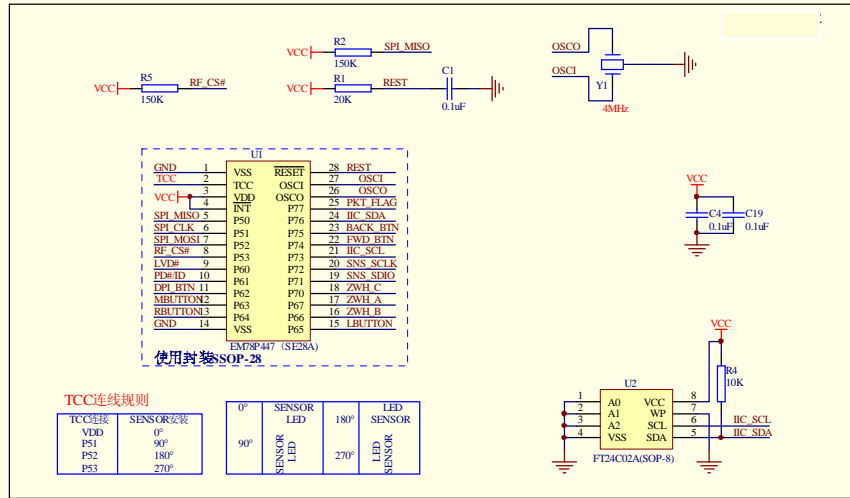 R2
VCC
SPI_MISO
150K
R5
VCC
RF_CS#
150K
R1
VCC
REST
20K
C1
0.1uF
OSCO
OSCI
Y1
4MHz
U1
GND 1 VSS RESET 28 REST
TCC 2 TCC OSCI 27 OSCI
VCC 3 VDD OSCO 26 OSCO
4 INT P77 25 PKT_FLAG
SPI_MISO 5 P50 P76 24 IIC_SDA
SPI_CLK 6 P51 P75 23 BACK_BTN
SPI_MOSI 7 P52 P74 22 FWD_BTN
RF_CS# 8 P53 P73 21 IIC_SCL
LVD# 9 P60 P72 20 SNS_SCLK
PD#/ID 10 P61 P71 19 SNS_SDIO
DPI_BTN 11 P62 P70 18 ZWH_C
MBUTTON 12 P63 P67 17 ZWH_A
RBUTTON 13 P64 P66 16 ZWH_B
GND 14 VSS P65 15 LBUTTON
EM78P447 (SE28A)
使用封装SSOP-28
VCC
C4 C19
0.1uF 0.1uF
VCC
R4
10K
U2
1 A0 VCC 8
2 A1 WP 7
3 A2 SCL 6 IIC_SCL
4 VSS SDA 5 IIC_SDA
FT24C02A(SOP-8)
TCC连线规则
TCC连接 SENSOR安装
VDD 0°
P51 90°
P52 180°
P53 270°
0° SENSOR LED 180° LED SENSOR
90° SENSOR LED 270° LED SENSOR